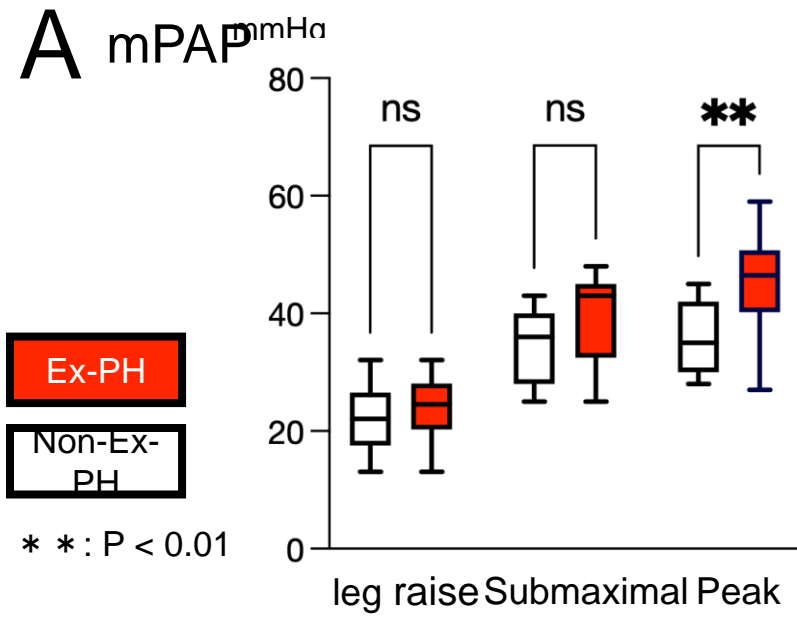 A mPAP mmHg
80
ns ns **
60
40
20
0
Ex-PH
Non-Ex-
PH
* *: P < 0.01
leg raise Submaximal Peak